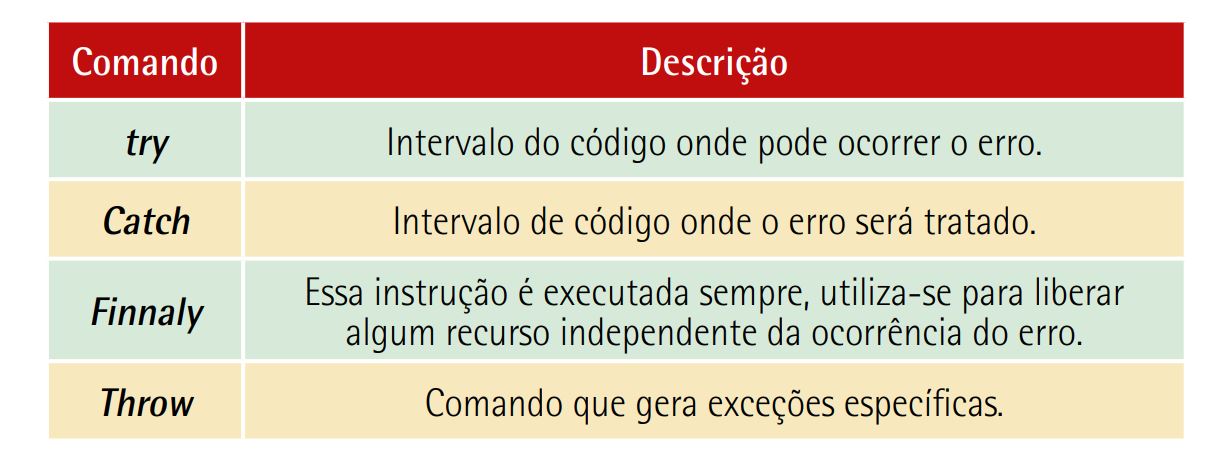 Comando Descrição
try Intervalo do código onde pode ocorrer o erro.
Catch Intervalo de código onde o erro será tratado.
Finnaly Essa instrução é executada sempre, utiliza-se para liberar
algum recurso independente da ocorrência do erro.
Throw Comando que gera exceções específicas.